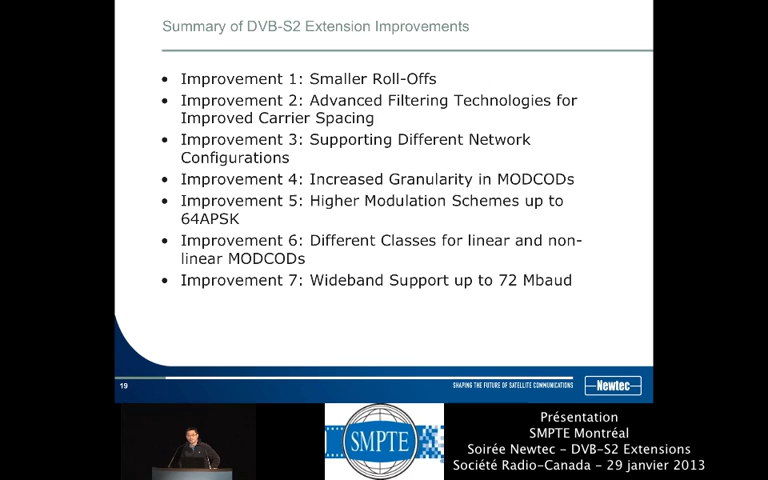 Summary of DVB-S2 Extension Improvements
• Improvement 1: Smaller Roll-Offs
• Improvement 2: Advanced Filtering Technologies for
Improved Carrier Spacing
• Improvement 3: Supporting Different Network
Configurations
• Improvement 4: Increased Granularity in MODCODs
• Improvement 5: Higher Modulation Schemes up to
64APSK
• Improvement 6: Different Classes for linear and non-
linear MODCODs
• Improvement 7: Wideband Support up to 72 Mbaud
19
SHAPING THE FUTURE OF SATELLITE COMMUNICATIONS
Newtec
SMPTE
Présentation
SMPTE Montréal
Soirée Newtec - DVB-S2 Extensions
Société Radio-Canada - 29 janvier 2013